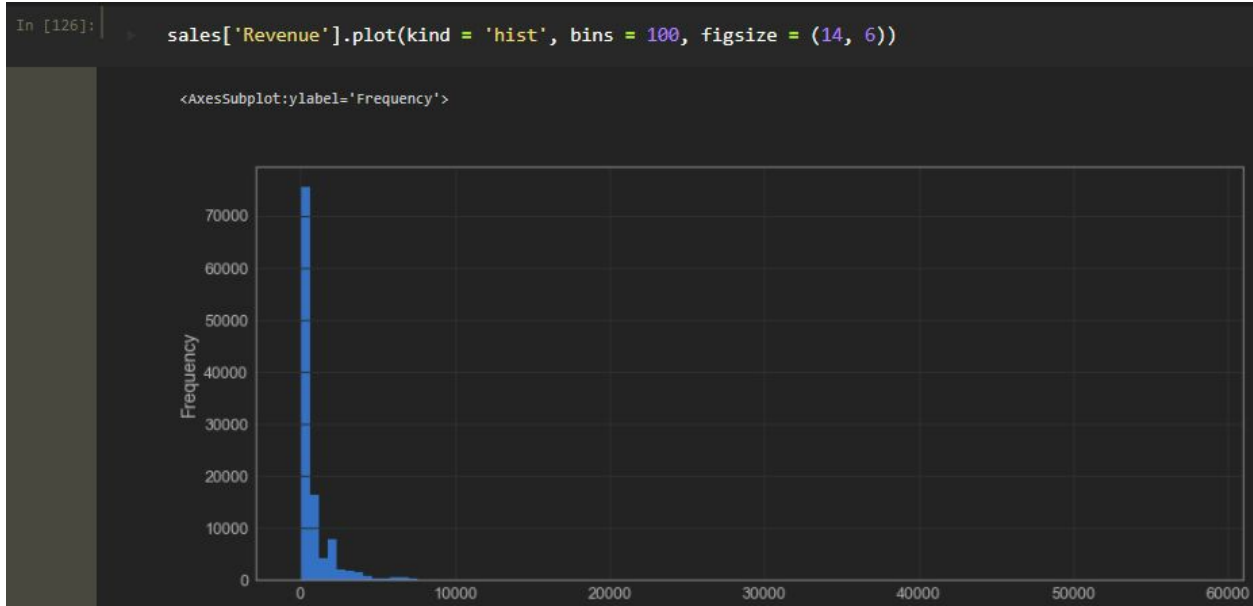 In [126]:
sales['Revenue'].plot(kind = 'hist', bins = 100, figsize = (14, 6))
<AxesSubplot:ylabel='Frequency'>
70000
60000
50000
40000
30000
20000
10000
0
Frequency
0 10000 20000 30000 40000 50000 60000